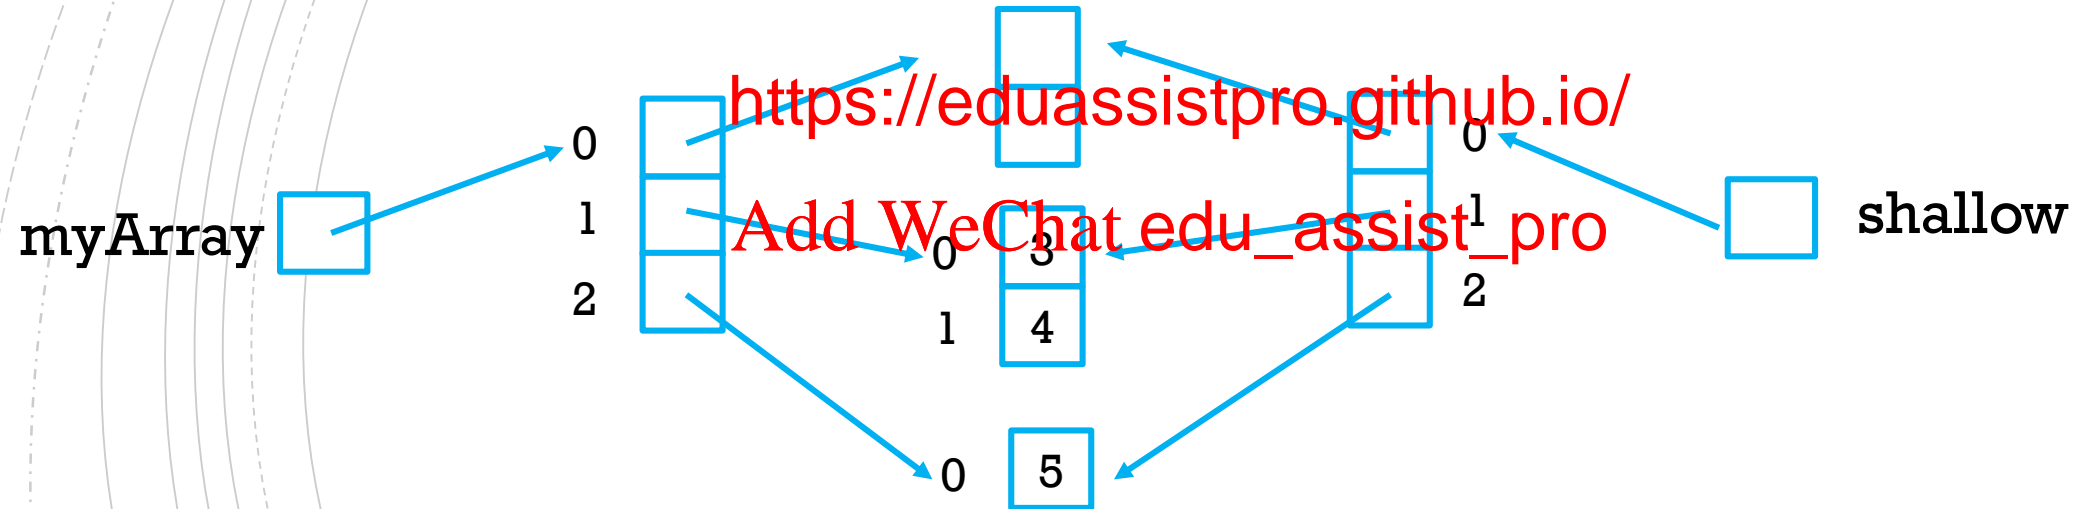 https://eduassistpro.github.io/
0 0
myArray 1 Add WeChat edu_assist_pro 1 shallow
0 3
2 1 4 2
0 5